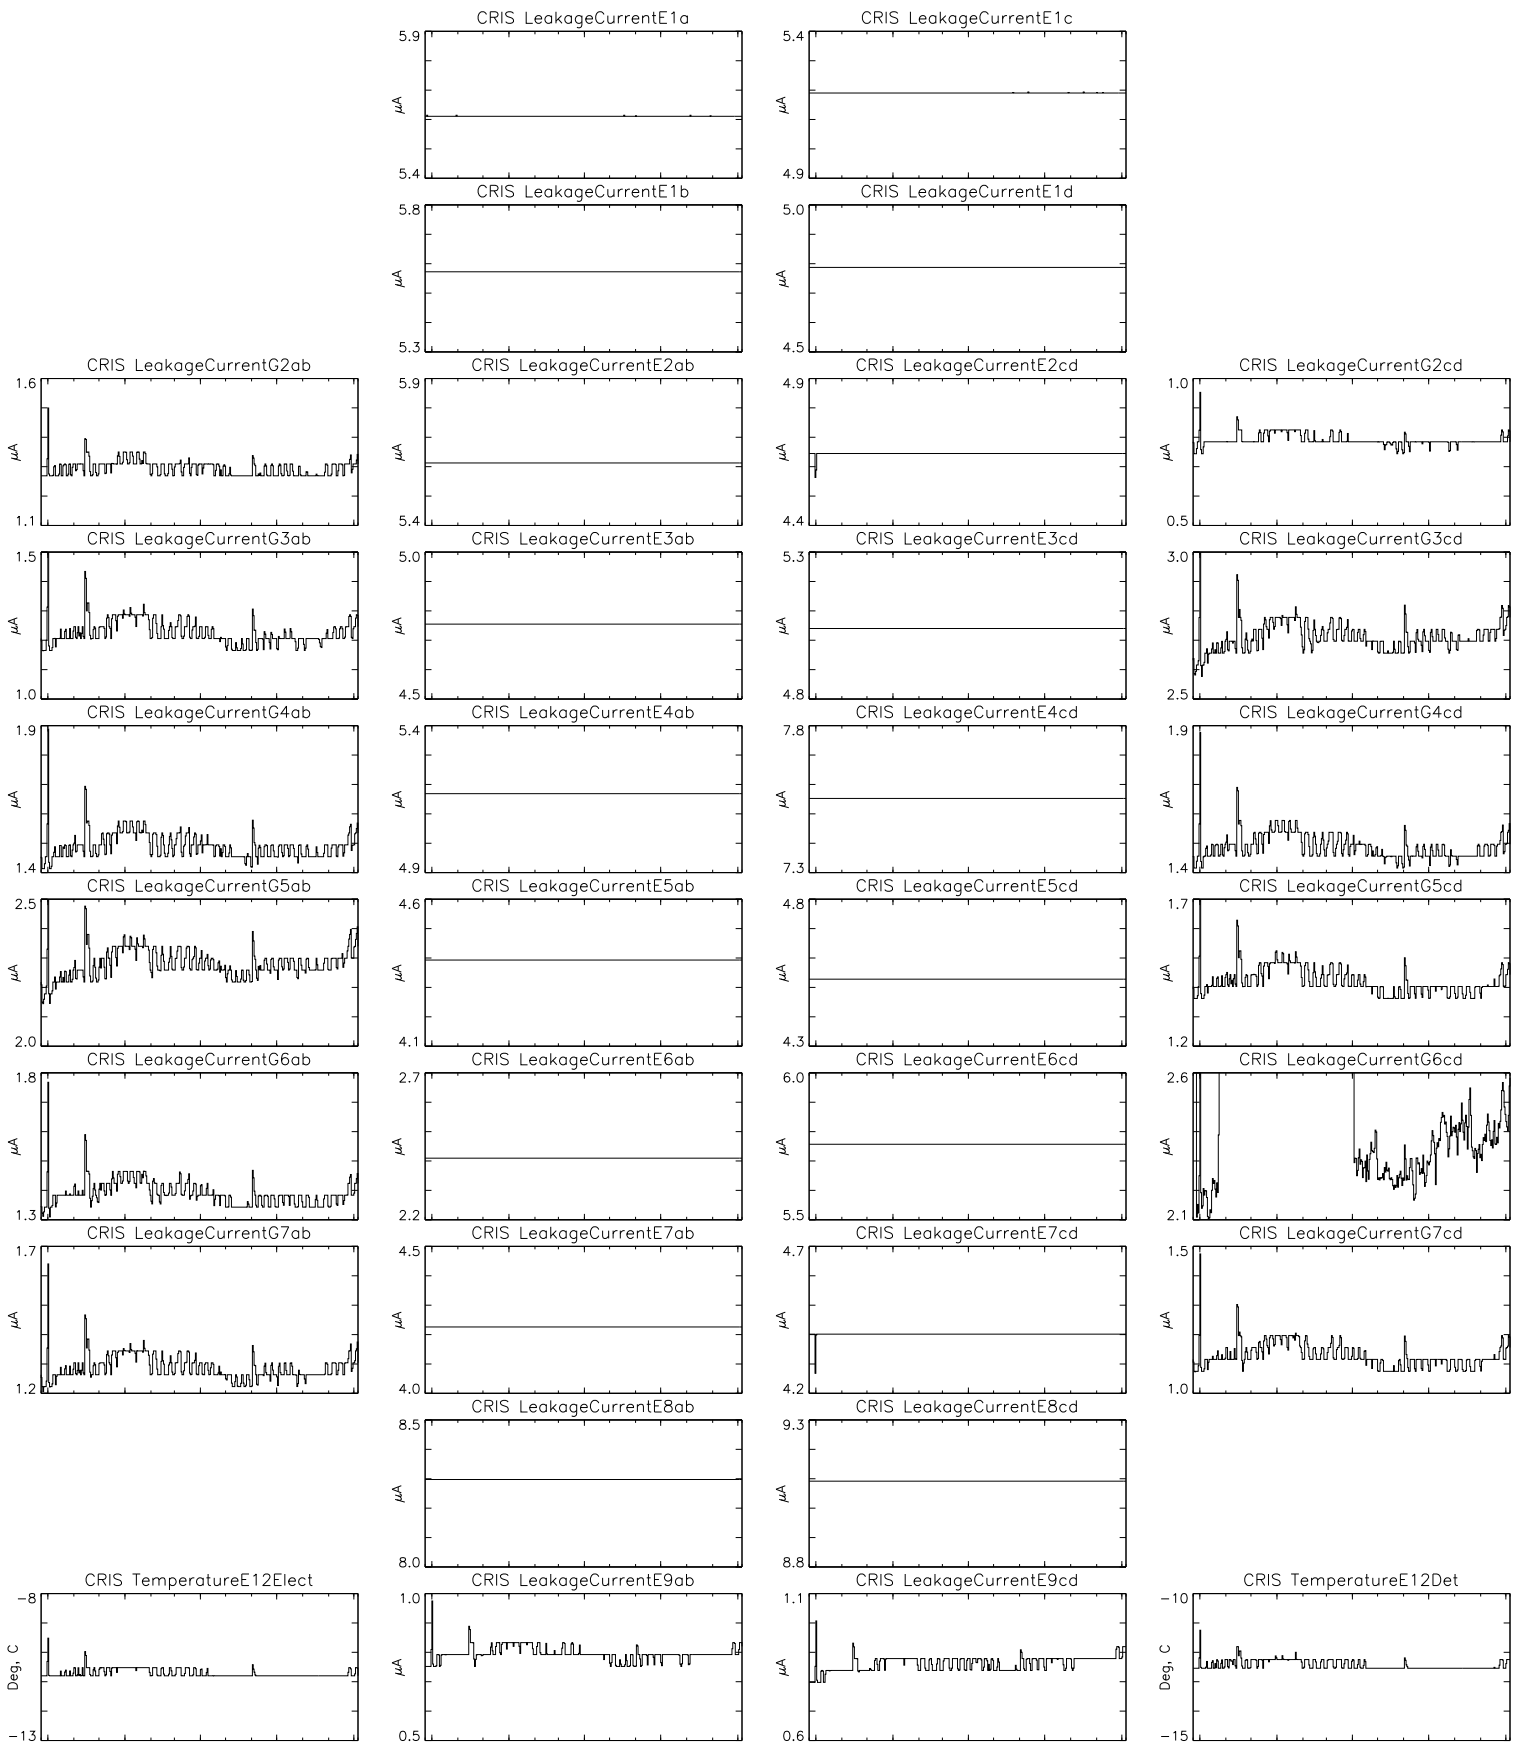 CRIS LeakageCurrentE1a
5.9
μA
5.4
CRIS LeakageCurrentE1c
5.4
μA
4.9
CRIS LeakageCurrentE1b
5.8
μA
5.3
CRIS LeakageCurrentE1d
5.0
μA
4.5
CRIS LeakageCurrentG2ab
1.6
μA
1.1
CRIS LeakageCurrentE2ab
5.9
μA
5.4
CRIS LeakageCurrentE2cd
4.9
μA
4.4
CRIS LeakageCurrentG2cd
1.0
μA
0.5
CRIS LeakageCurrentG3ab
1.5
μA
1.0
CRIS LeakageCurrentE3ab
5.0
μA
4.5
CRIS LeakageCurrentE3cd
5.3
μA
4.8
CRIS LeakageCurrentG3cd
3.0
μA
2.5
CRIS LeakageCurrentG4ab
1.9
μA
1.4
CRIS LeakageCurrentE4ab
5.4
μA
4.9
CRIS LeakageCurrentE4cd
7.8
μA
7.3
CRIS LeakageCurrentG4cd
1.9
μA
1.4
CRIS LeakageCurrentG5ab
2.5
μA
2.0
CRIS LeakageCurrentE5ab
4.6
μA
4.1
CRIS LeakageCurrentE5cd
4.8
μA
4.3
CRIS LeakageCurrentG5cd
1.7
μA
1.2
CRIS LeakageCurrentG6ab
1.8
μA
1.3
CRIS LeakageCurrentE6ab
2.7
μA
2.2
CRIS LeakageCurrentE6cd
6.0
μA
5.5
CRIS LeakageCurrentG6cd
2.6
μA
2.1
CRIS LeakageCurrentG7ab
1.7
μA
1.2
CRIS LeakageCurrentE7ab
4.5
μA
4.0
CRIS LeakageCurrentE7cd
4.7
μA
4.2
CRIS LeakageCurrentG7cd
1.5
μA
1.0
CRIS LeakageCurrentE8ab
8.5
μA
8.0
CRIS LeakageCurrentE8cd
9.3
μA
8.8
CRIS TemperatureE12Elect
-8
Deg, C
-13
CRIS LeakageCurrentE9ab
1.0
μA
0.5
CRIS LeakageCurrentE9cd
1.1
μA
0.6
CRIS TemperatureE12Det
-10
Deg, C
-15